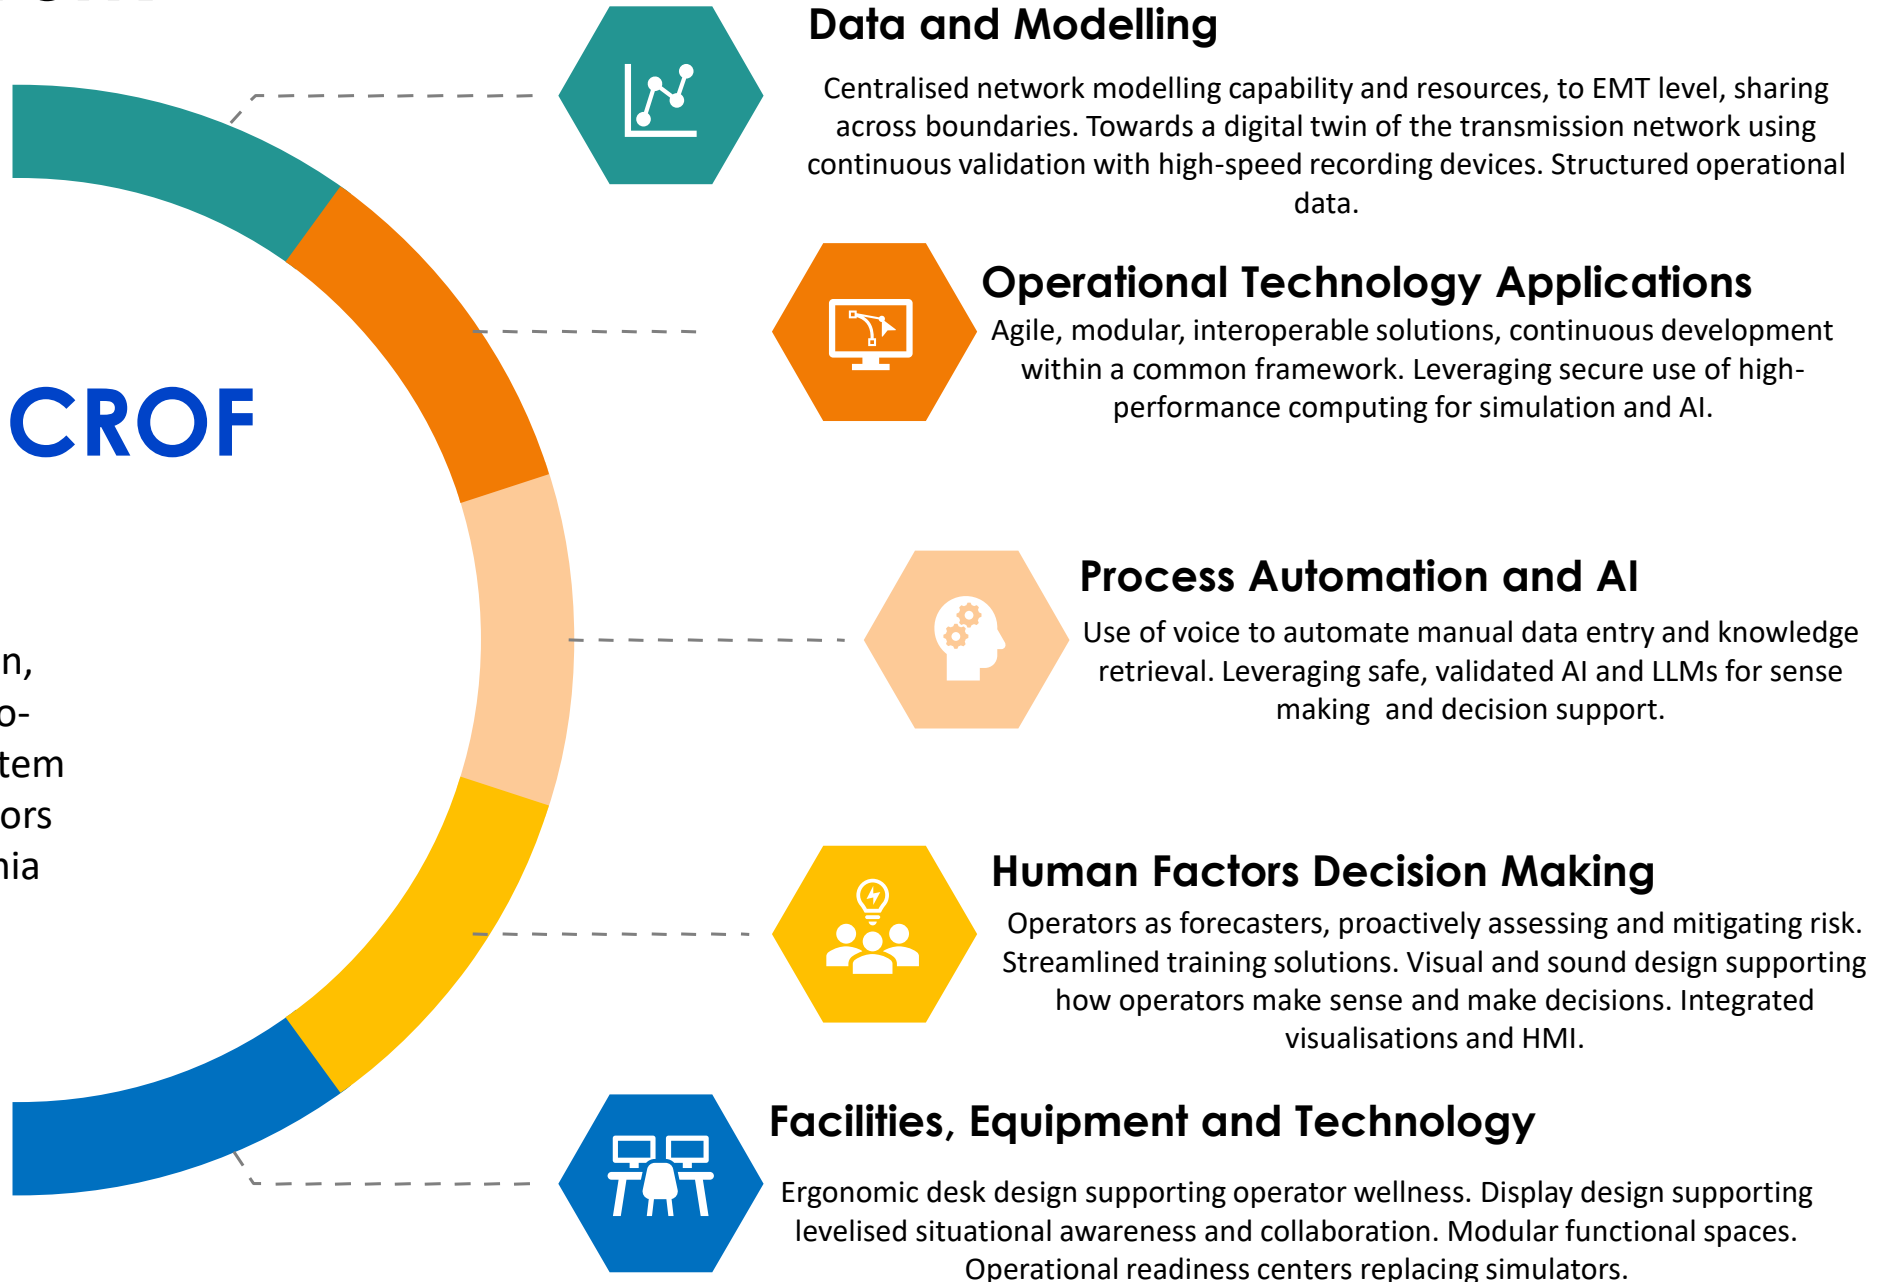 Data and Modelling
Centralised network modelling capability and resources, to EMT level, sharing
across boundaries. Towards a digital twin of the transmission network using
continuous validation with high-speed recording devices. Structured operational
data.
Operational Technology Applications
Agile, modular, interoperable solutions, continuous development
within a common framework. Leveraging secure use of high-
performance computing for simulation and AI.
CROF
Process Automation and AI
Use of voice to automate manual data entry and knowledge
retrieval. Leveraging safe, validated AI and LLMs for sense
making  and decision support.
n,
o-
tem
ors
nia
Human Factors Decision Making
Operators as forecasters, proactively assessing and mitigating risk.
Streamlined training solutions. Visual and sound design supporting
how operators make sense and make decisions. Integrated
visualisations and HMI.
Facilities, Equipment and Technology
Ergonomic desk design supporting operator wellness. Display design supporting
levelised situational awareness and collaboration. Modular functional spaces.
Operational readiness centers replacing simulators.